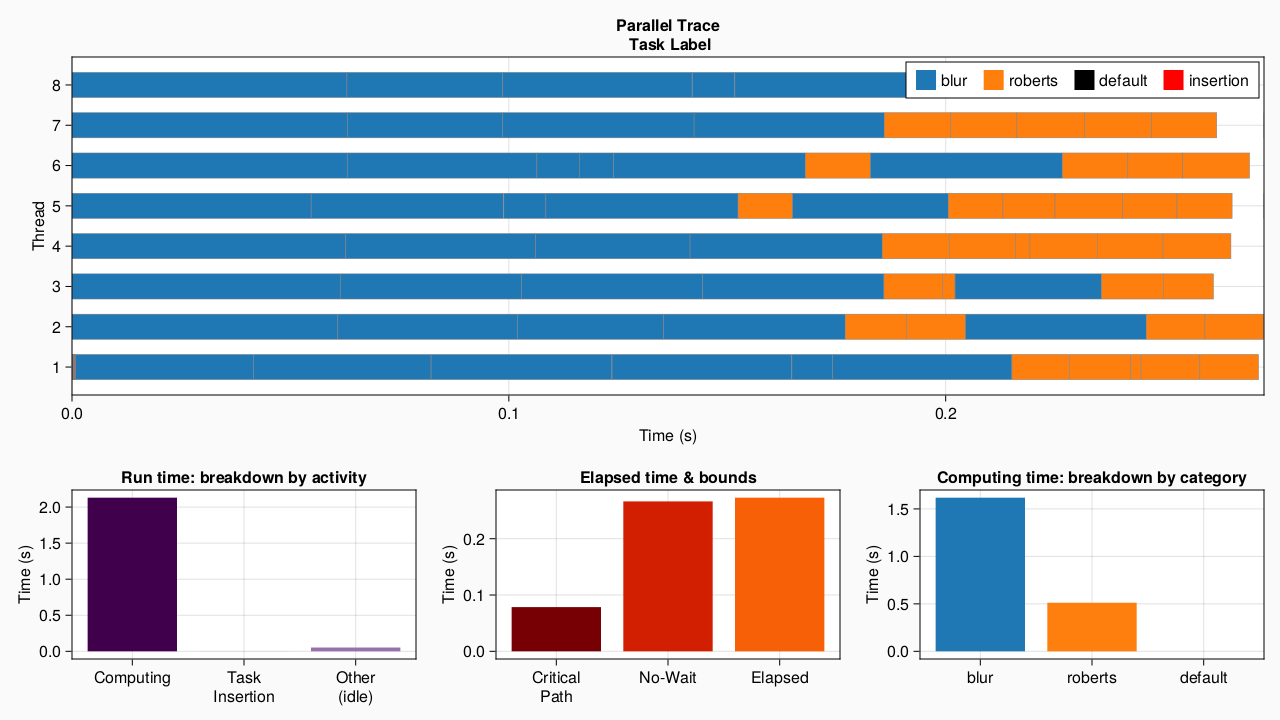 Parallel Trace
Task Label
blur roberts default insertion
Thread
8
7
6
5
4
3
2
1
0.0 0.1 0.2
Time (s)
Run time: breakdown by activity
Time (s)
2.0
1.5
1.0
0.5
0.0
Computing Task Other
Insertion (idle)
Elapsed time & bounds
Time (s)
0.2
0.1
0.0
Critical No-Wait Elapsed
Path
Computing time: breakdown by category
Time (s)
1.5
1.0
0.5
0.0
blur roberts default